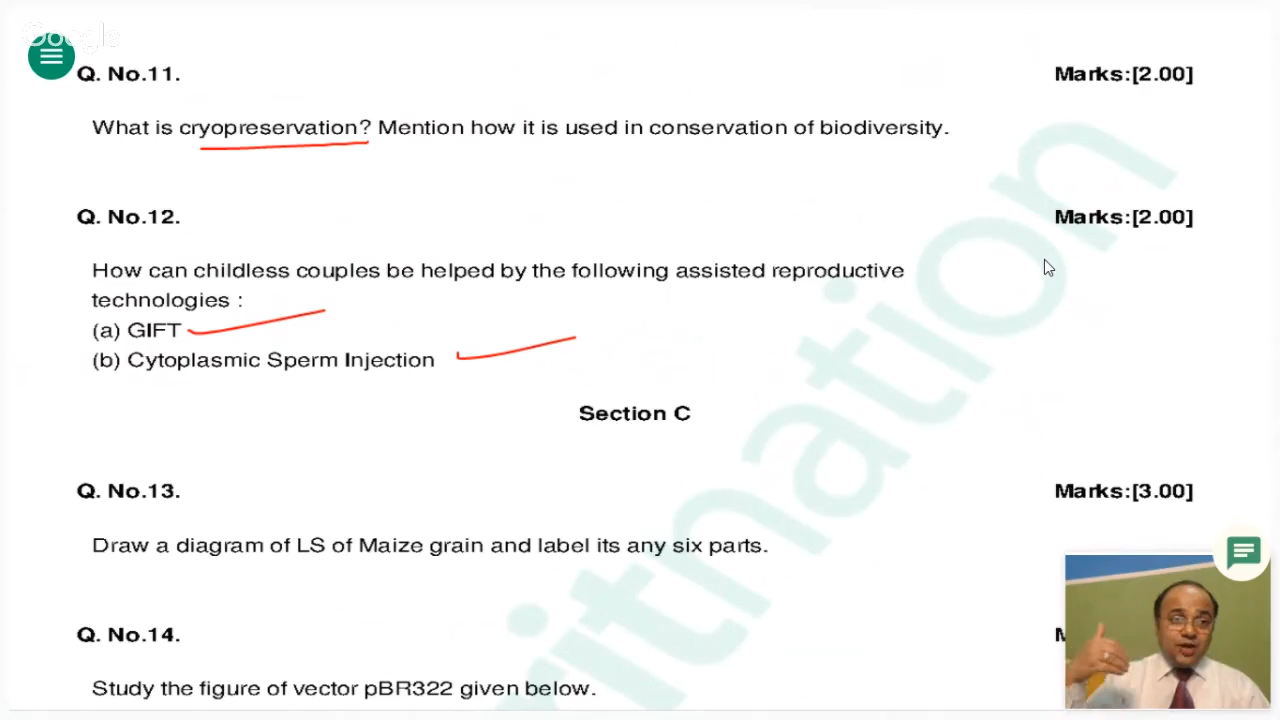 Google
Q. No.11.
Marks:[2.00]
What is cryopreservation? Mention how it is used in conservation of biodiversity.
Q. No.12.
Marks:[2.00]
How can childless couples be helped by the following assisted reproductive
technologies :
(a) GIFT
(b) Cytoplasmic Sperm Injection
Section C
Q. No.13.
Marks:[3.00]
Draw a diagram of LS of Maize grain and label its any six parts.
Q. No.14.
Study the figure of vector pBR322 given below.